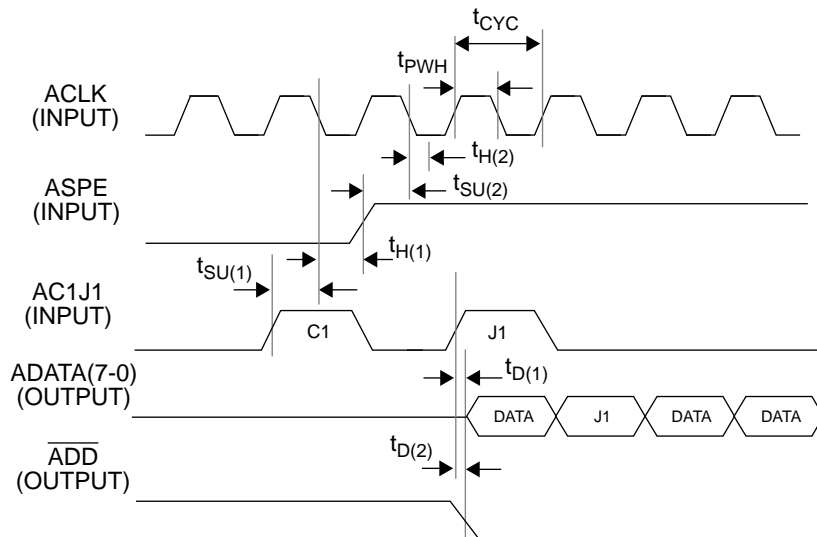 tCYC
tPWH
ACLK
(INPUT)
tH(2)
ASPE
(INPUT)
tSU(2)
tH(1)
tSU(1)
AC1J1
(INPUT)
C1
J1
ADATA(7-0)
(OUTPUT)
tD(1)
DATA
J1
DATA
DATA
tD(2)
ADD
(OUTPUT)